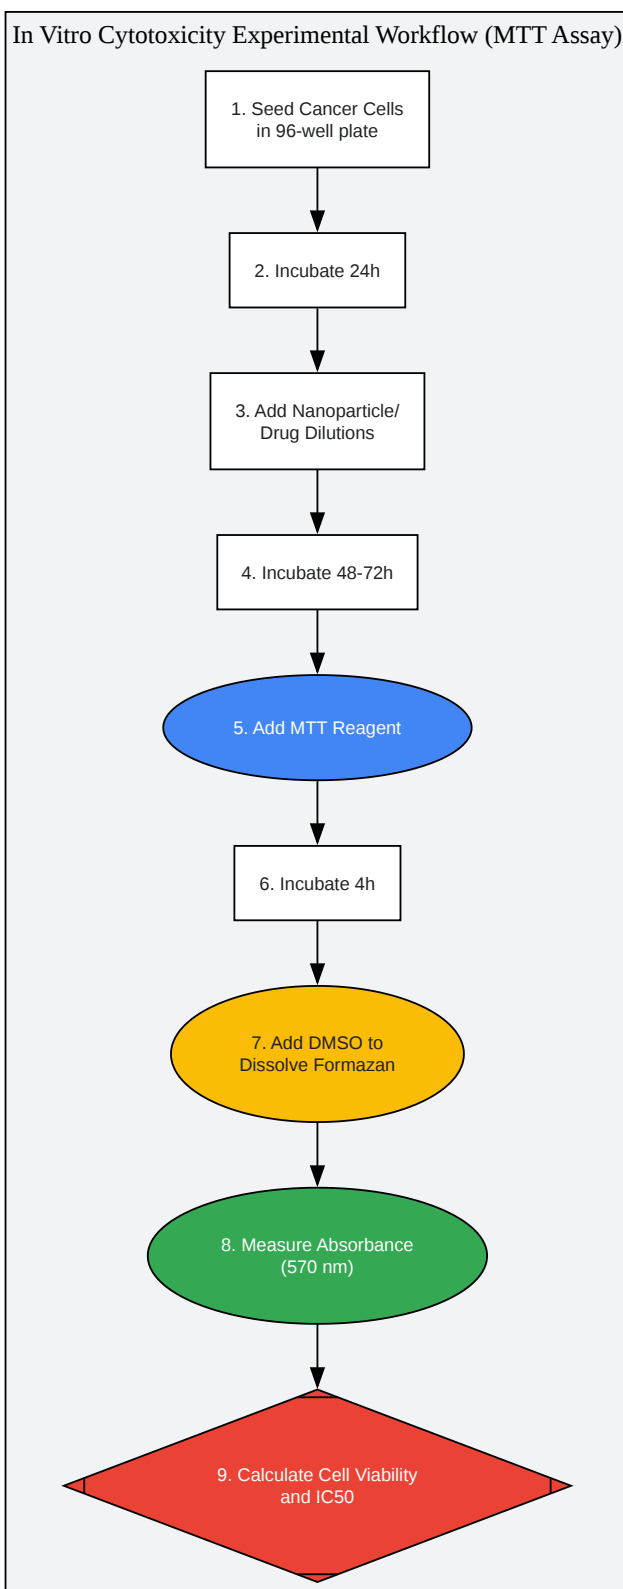 In Vitro Cytotoxicity Experimental Workflow (MTT Assay)
1. Seed Cancer Cells
in 96-well plate
2. Incubate 24h
3. Add Nanoparticle/
Drug Dilutions
4. Incubate 48-72h
5. Add MTT Reagent
6. Incubate 4h
7. Add DMSO to
Dissolve Formazan
8. Measure Absorbance
(570 nm)
9. Calculate Cell Viability
and IC50